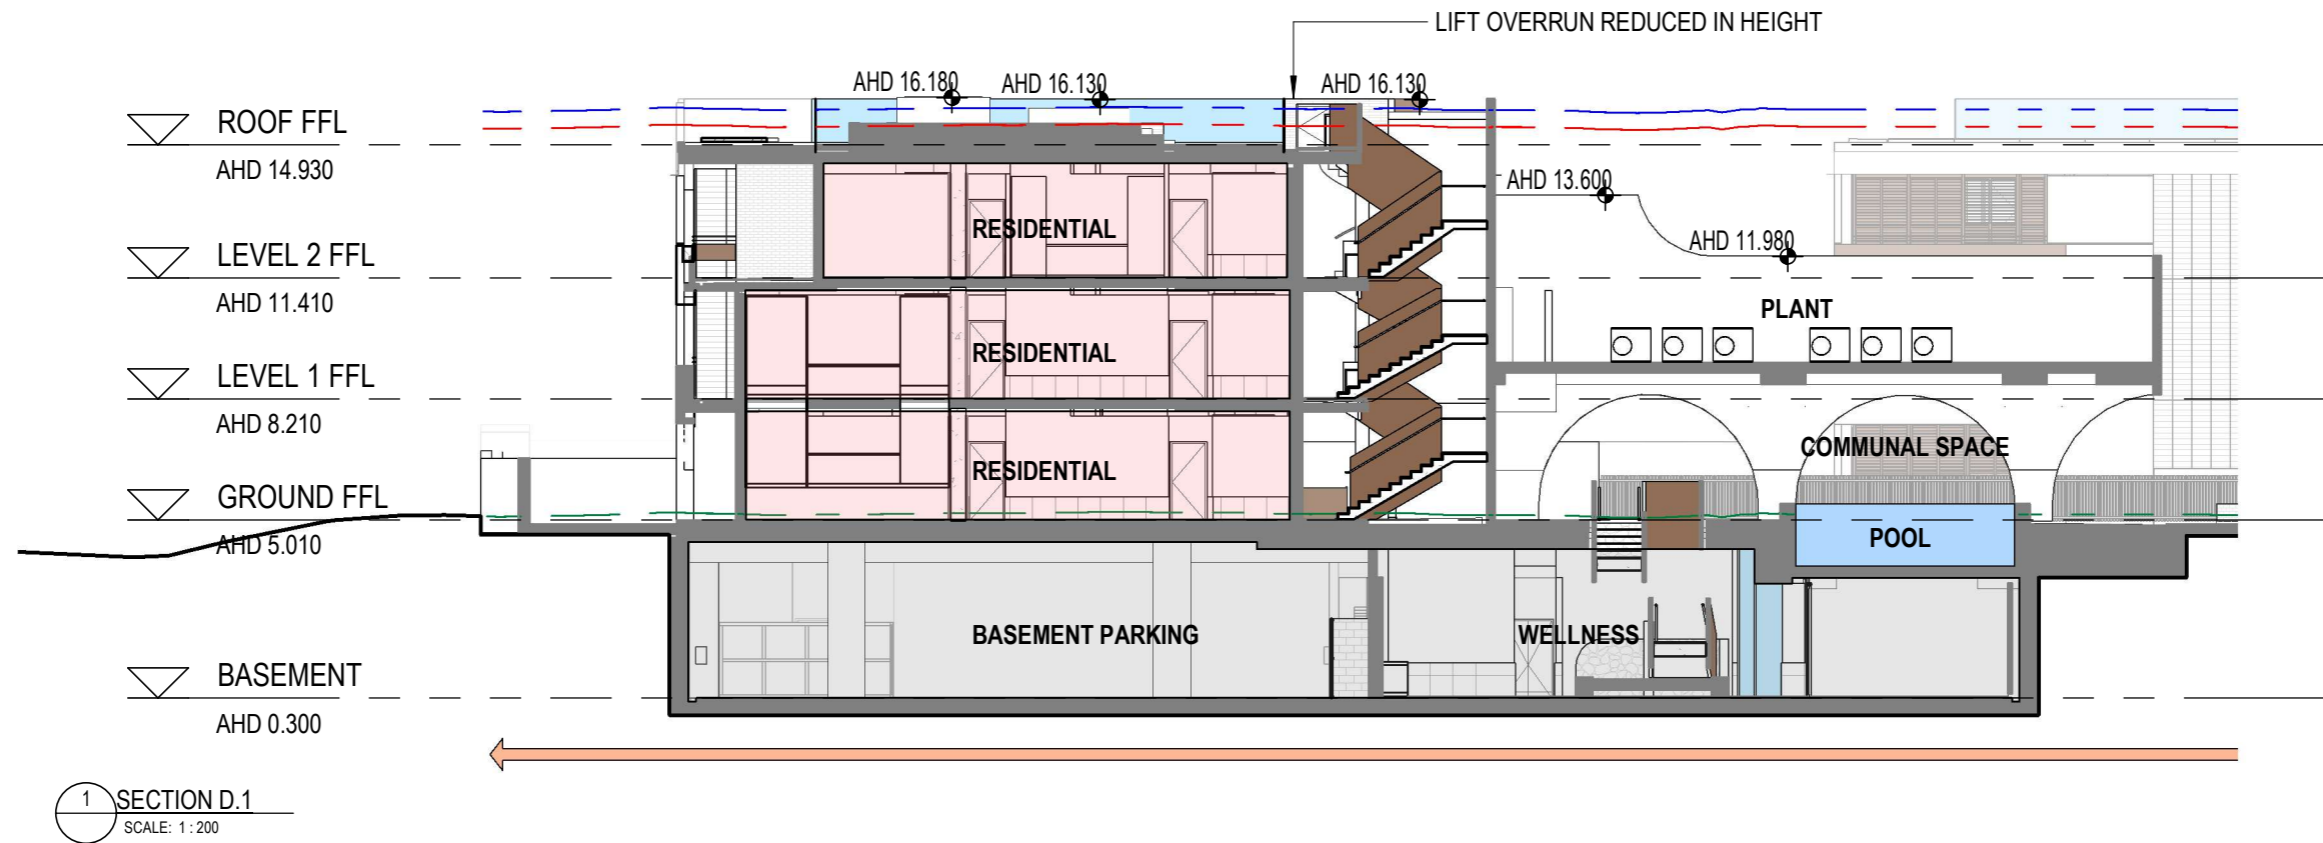 LIFT OVERRUN REDUCED IN HEIGHT
AHD 16.180
AHD 16.130
AHD 16.130
ROOF FFL
AHD 14.930
AHD 13.600
RESIDENTIAL
AHD 11.980
LEVEL 2 FFL
AHD 11.410
PLANT
RESIDENTIAL
LEVEL 1 FFL
AHD 8.210
COMMUNAL SPACE
RESIDENTIAL
GROUND FFL
AHD 5.010
POOL
BASEMENT PARKING
WELLNESS
BASEMENT
AHD 0.300
1 SECTION D.1
SCALE: 1 : 200